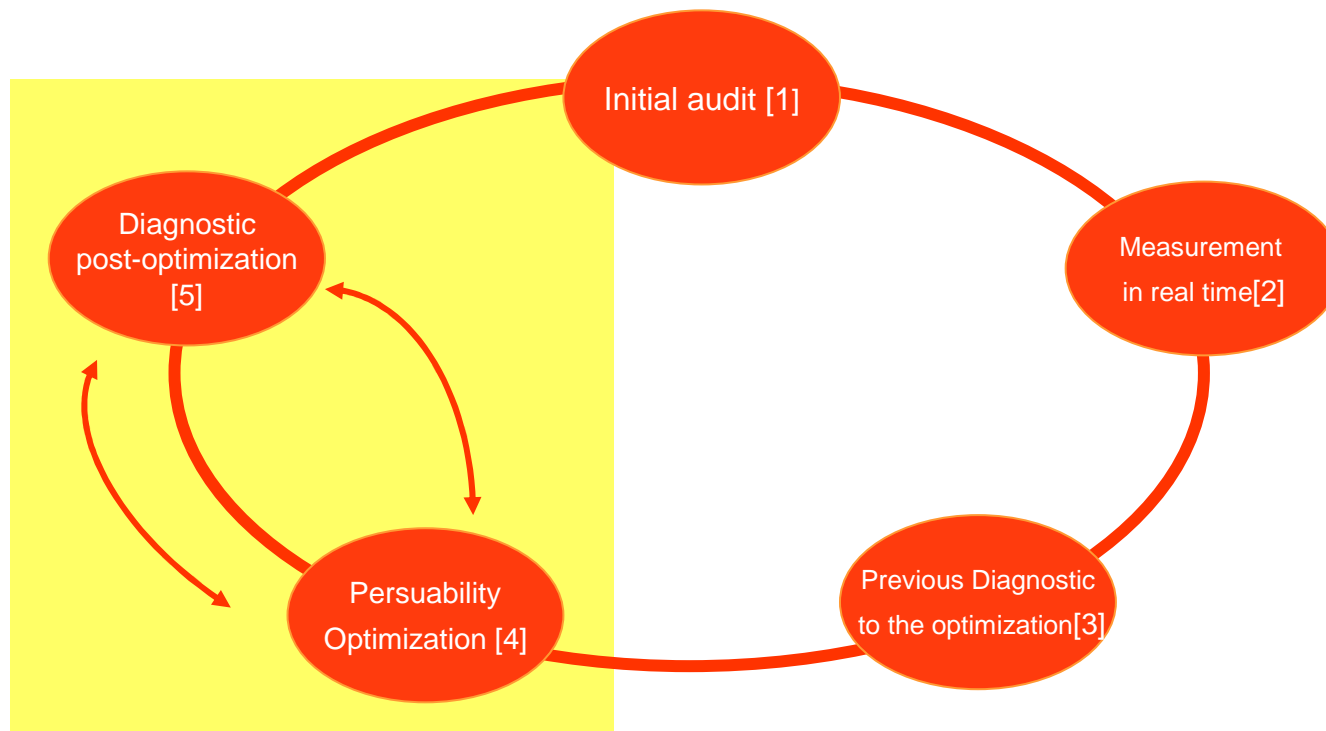 Initial audit [1]
Measurement
in real time[2]
Previous Diagnostic
to the optimization[3]
Persuability
Optimization [4]
Diagnostic
post-optimization
[5]